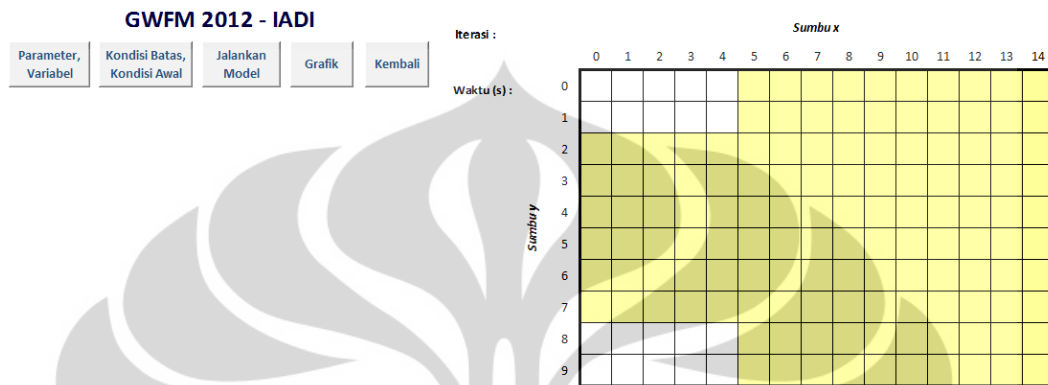 GWFM 2012 - IADI
Parameter,
Variabel
Kondisi Batas,
Kondisi Awal
Jalankan
Model
Grafik
Kembali
Iterasi :
Waktu (s) :
Sumbu x
0 1 2 3 4 5 6 7 8 9 10 11 12 13 14
Sumbu y
0
1
2
3
4
5
6
7
8
9